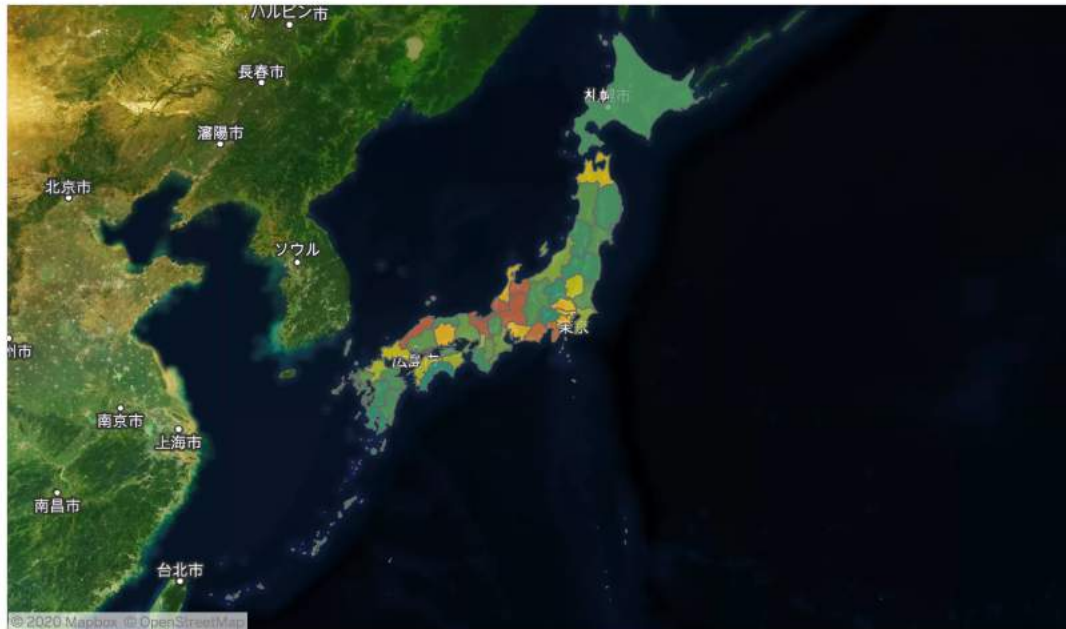 ハルビン市
長春市
札幌市
瀋陽市
北京市
ソウル
東京
広島市
州市
南京市
上海市
南昌市
台北市
© 2020 Mapbox © OpenStreetMap